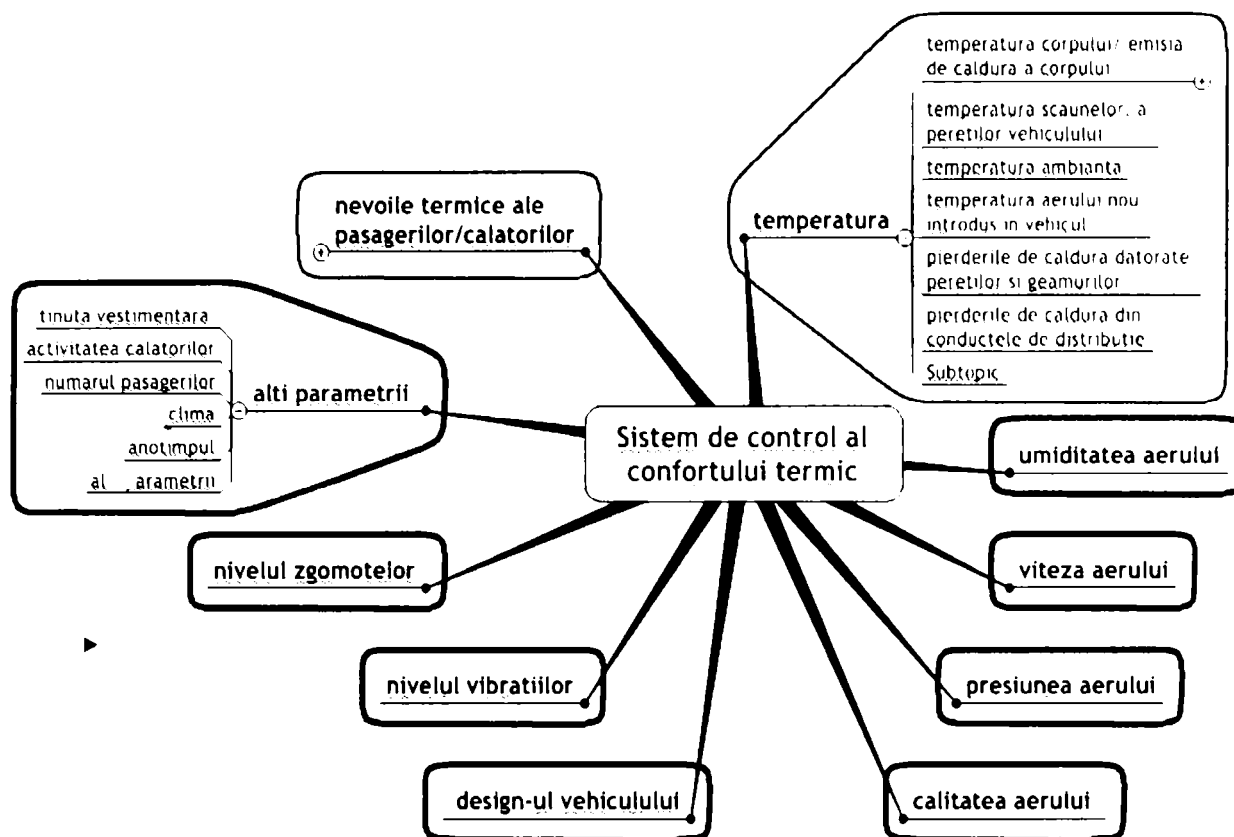 temperatura corpului/ emisia
de caldura a corpului
temperatura scaunelor, a
peretilor vehiculului
temperatura ambianta
temperatura aerului nou
introdus in vehicul
pierderile de caldura datorate
peretilor si geamurilor
pierderile de caldura din
conductele de distributie
Subtopic
temperatura
nevoile termice ale
pasagerilor/calatorilor
tinuta vestimentara
activitatea calatorilor
numarul pasagerilor
clima
anotimpul
alti parametrii
Sistem de control al
confortului termic
umiditatea aerului
nivelul zgomotelor
viteza aerului
nivelul vibratiilor
presiunea aerului
design-ul vehiculului
calitatea aerului